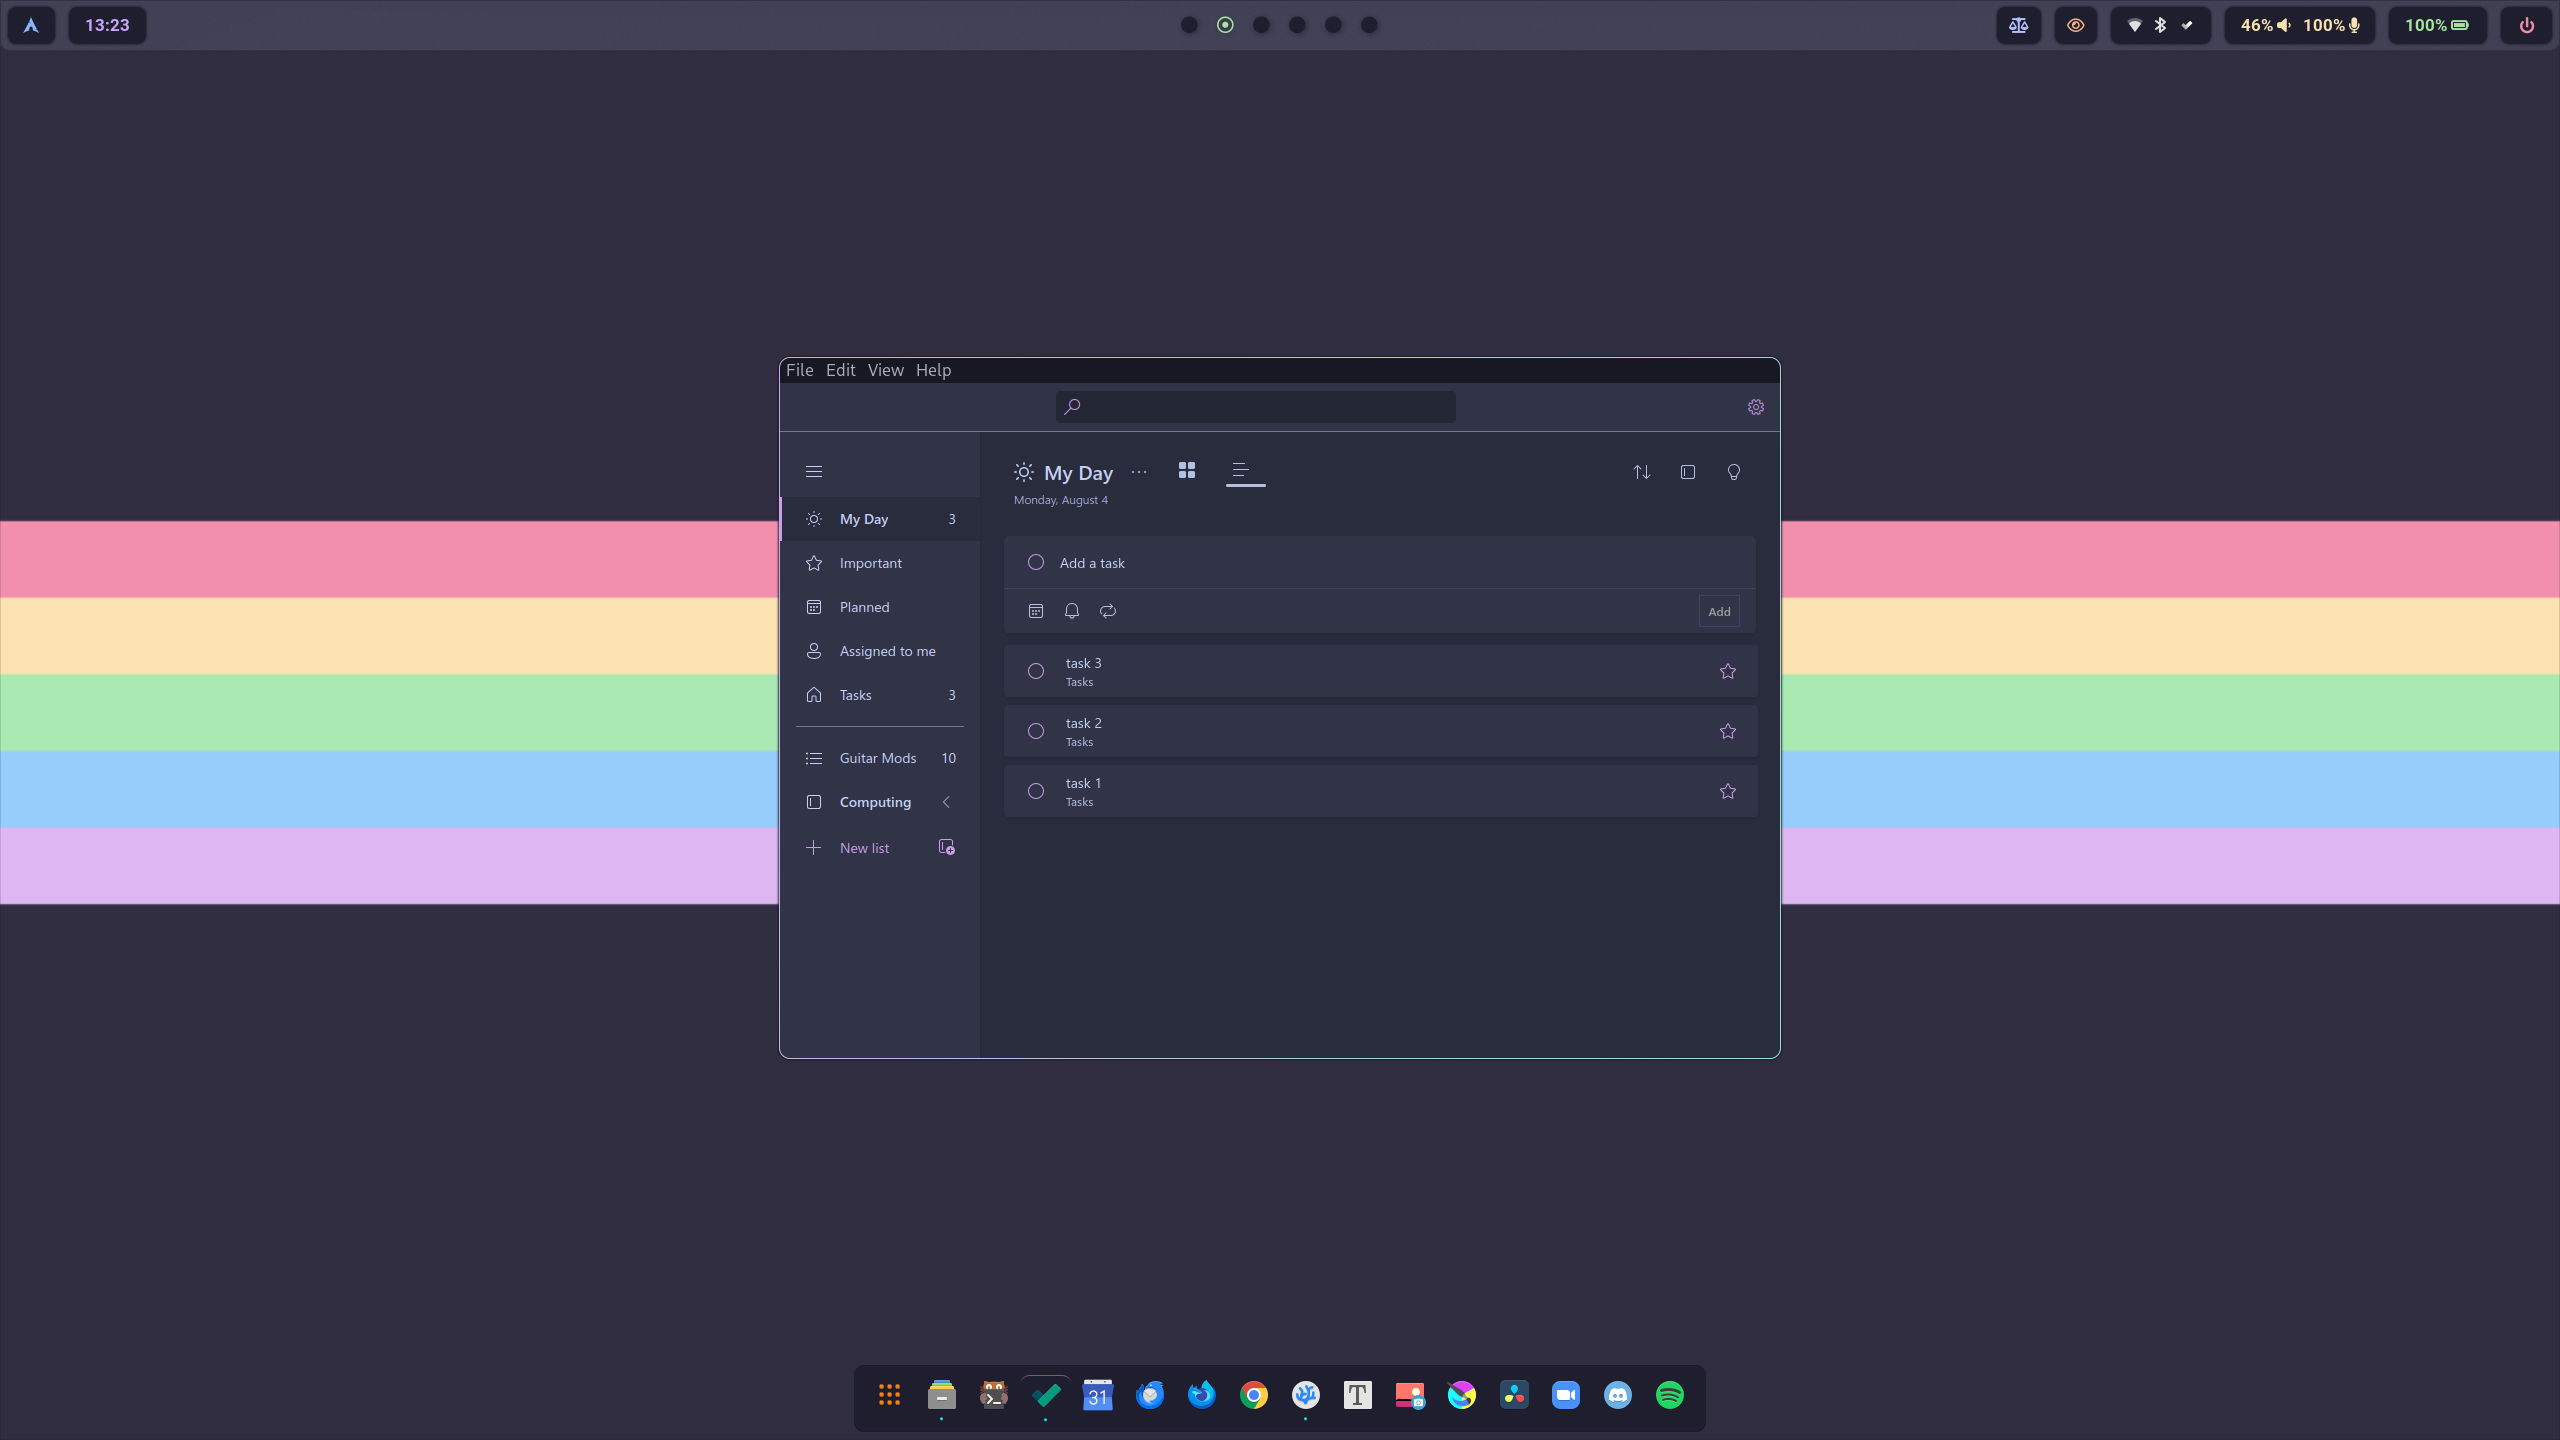 13:23
46% 100%
100%
File Edit View Help
My Day
Monday, August 4
My Day 3
Important
Planned
Assigned to me
Tasks 3
Guitar Mods 10
Computing
New list
Add a task
Add
task 3
Tasks
task 2
Tasks
task 1
Tasks
31
T